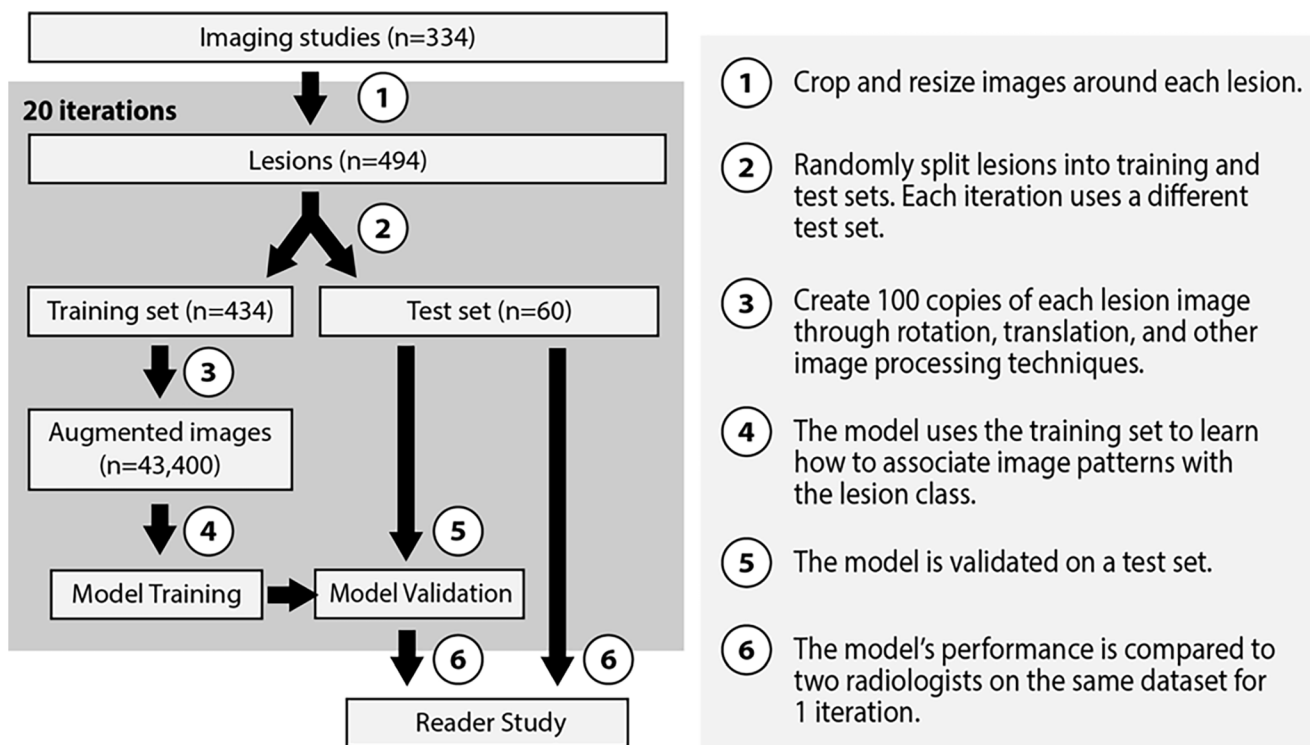 Imaging studies (n=334)
1
20 iterations
Lesions (n=494)
2
Training set (n=434)
Test set (n=60)
3
Augmented images
(n=43,400)
4
5
Model Training
Model Validation
6
6
Reader Study
1 Crop and resize images around each lesion.
2 Randomly split lesions into training and
test sets. Each iteration uses a different
test set.
3 Create 100 copies of each lesion image
through rotation, translation, and other
image processing techniques.
4 The model uses the training set to learn
how to associate image patterns with
the lesion class.
5 The model is validated on a test set.
6 The model’s performance is compared to
two radiologists on the same dataset for
1 iteration.